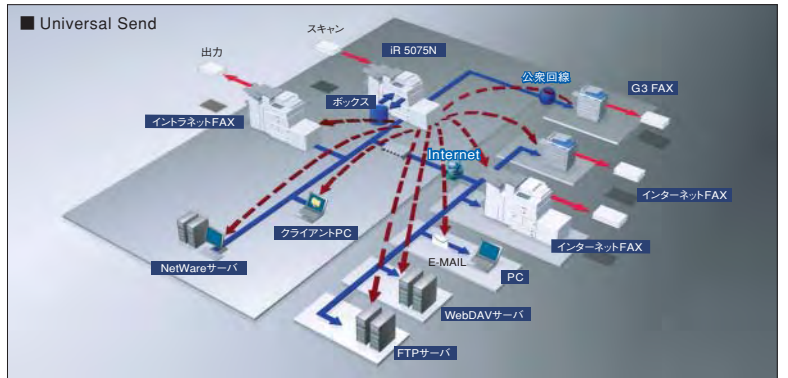 ■ Universal Send
スキャン
出力
iR 5075N
公衆回線
G3 FAX
ボックス
イントラネットFAX
Internet
インターネットFAX
クライアントPC
インターネットFAX
E-MAIL
NetWareサーバ
PC
WebDAVサーバ
FTPサーバ